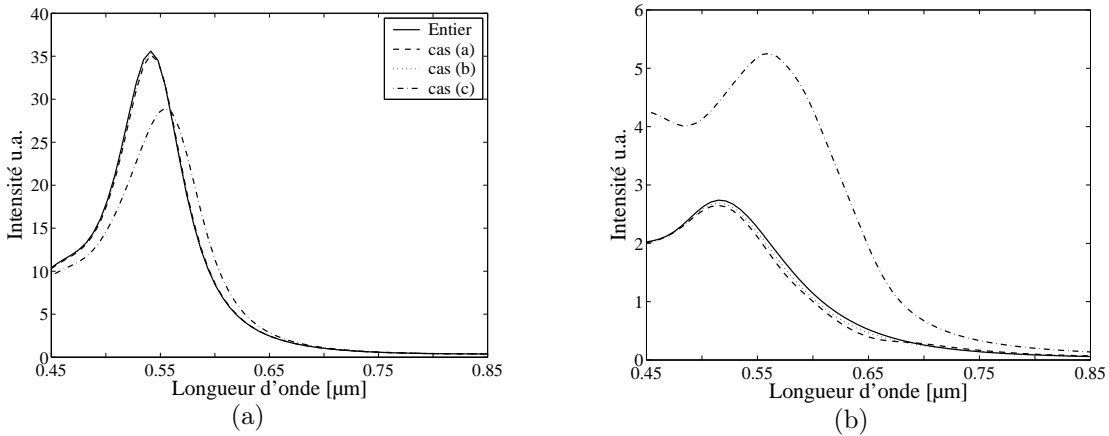 40
35
30
25
20
15
10
5
0
Intensité u.a.
0.45 0.55 0.65 0.75 0.85
Longueur d'onde [µm]
Entier
cas (a)
cas (b)
cas (c)
(a)
6
5
4
3
2
1
0
Intensité u.a.
0.45 0.55 0.65 0.75 0.85
Longueur d'onde [µm]
(b)